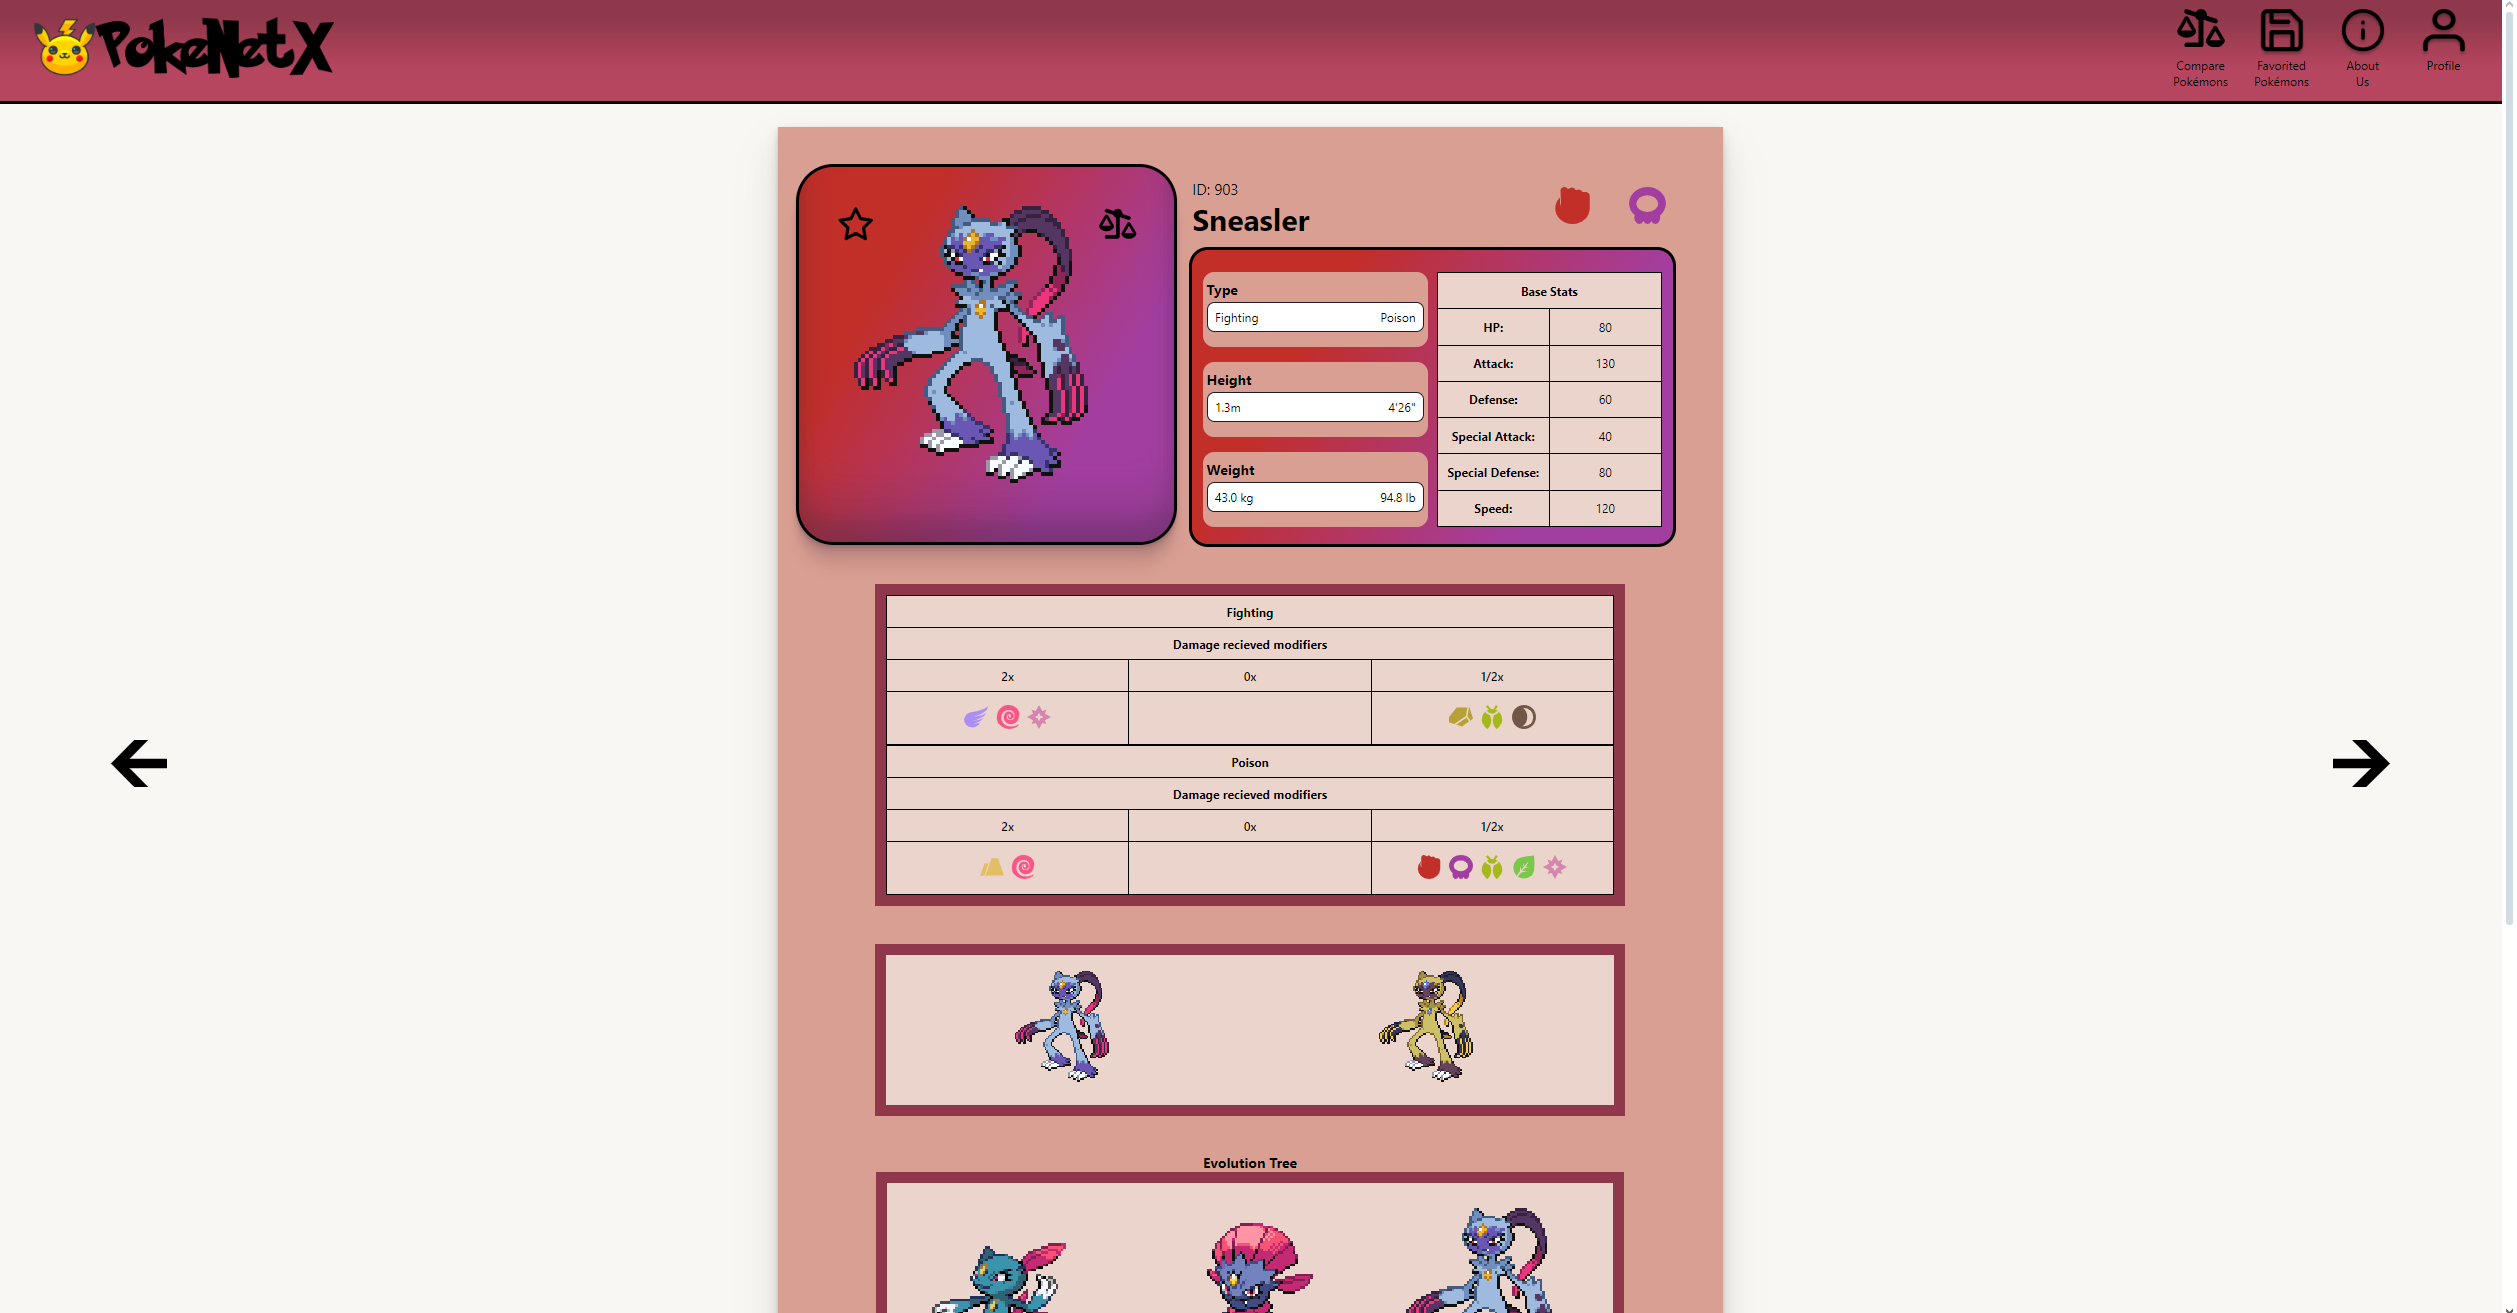 PokeNetX
Compare
Pokémons
Favorited
Pokémons
About
Us
Profile
ID: 903
Sneasler
Type
Fighting Poison
Height
1.3m 4'26"
Weight
43.0 kg 94.8 lb
Base Stats
HP: 80
Attack: 130
Defense: 60
Special Attack: 40
Special Defense: 80
Speed: 120
Fighting
Damage recieved modifiers
2x 0x 1/2x
Poison
Damage recieved modifiers
2x 0x 1/2x
Evolution Tree